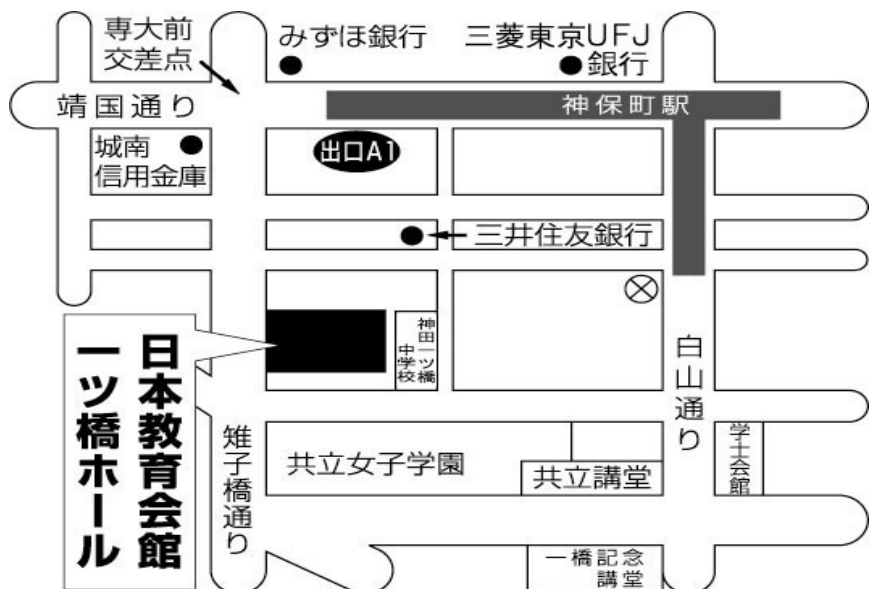 専大前
交差点
みずほ銀行
三菱東京UFJ
銀行
靖国通り
神保町駅
城南
信用金庫
出口A1
三井住友銀行
日本教育会館
一ツ橋ホール
神田一ツ橋
中学校
白山通り
雉子橋通り
共立女子学園
共立講堂
学士会館
一橋記念
講堂